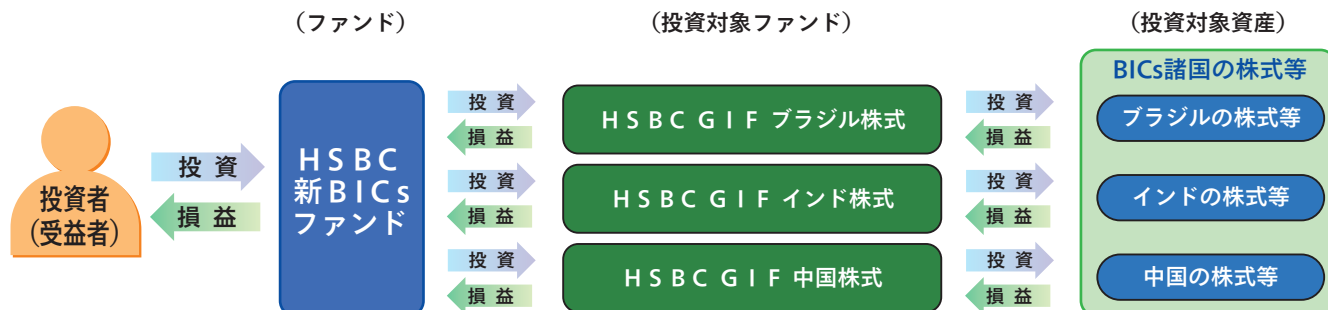 (ファンド)
(投資対象ファンド)
(投資対象資産)
投資者
(受益者)
投資
損益
HSBC
新BICs
ファンド
投資
損益
投資
損益
投資
損益
HSBC GIF ブラジル株式
HSBC GIF インド株式
HSBC GIF 中国株式
投資
損益
投資
損益
投資
損益
BICs諸国の株式等
ブラジルの株式等
インドの株式等
中国の株式等